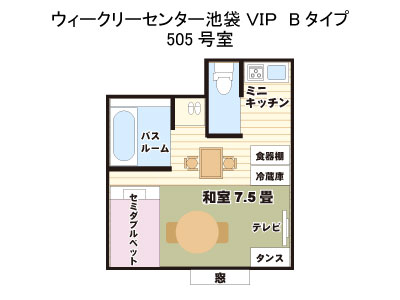 ウィークリーセンター池袋 VIP B タイプ
505 号室
ミニ
キッチン
バス
ルーム
食器棚
冷蔵庫
和室 7.5 畳
セミダブルベット
テレビ
タンス
窓